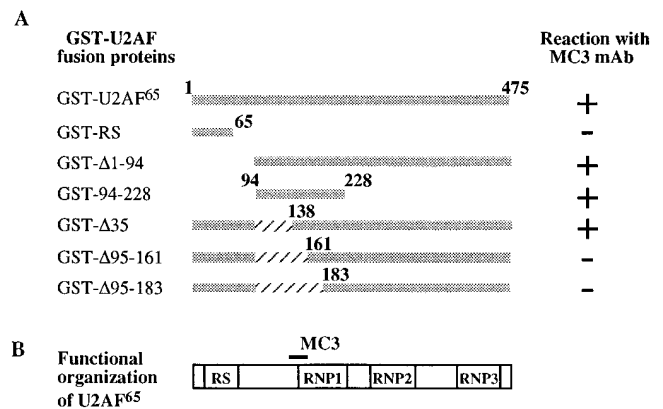 A
GST-U2AF fusion proteins
Reaction with MC3 mAb
1 475
GST-U2AF65 +
65
GST-RS -
GST-Δ1-94 +
94 228
GST-94-228 +
138
GST-Δ35 +
161
GST-Δ95-161 -
183
GST-Δ95-183 -
B
MC3
Functional organization of U2AF65
RS RNP1 RNP2 RNP3